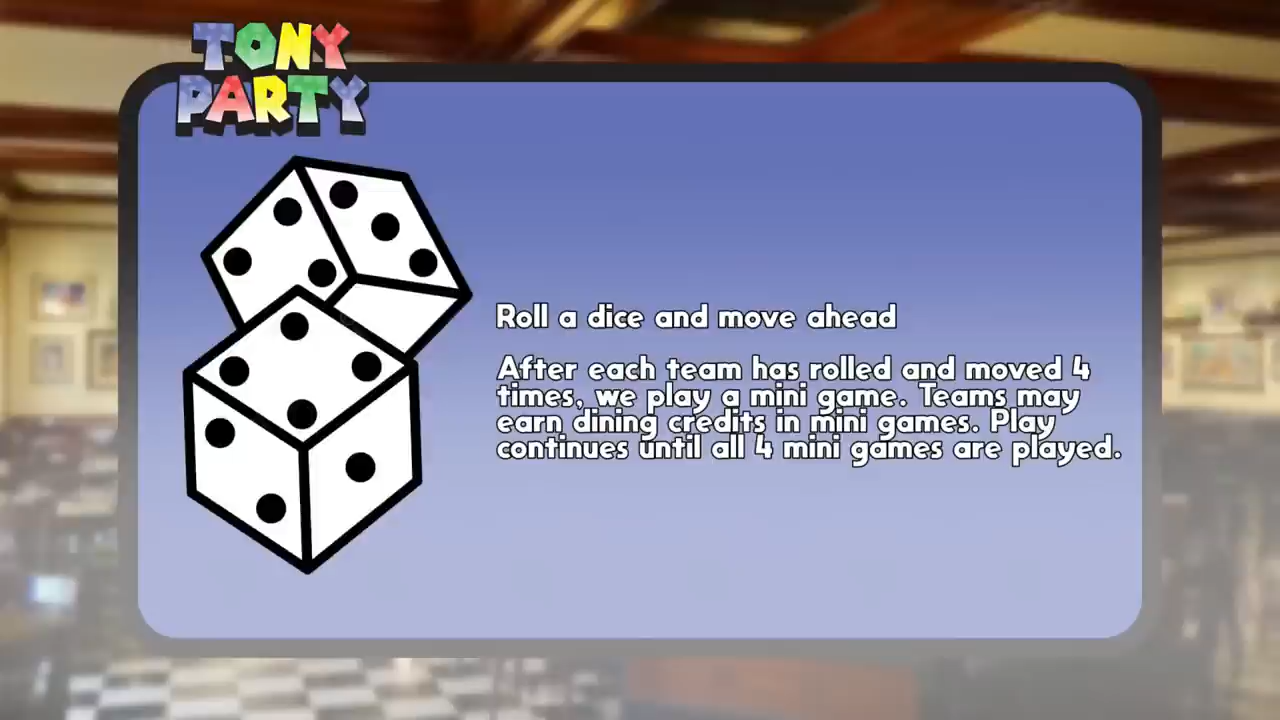 TONY
PARTY
Roll a dice and move ahead
After each team has rolled and moved 4
times, we play a mini game. Teams may
earn dining credits in mini games. Play
continues until all 4 mini games are played.